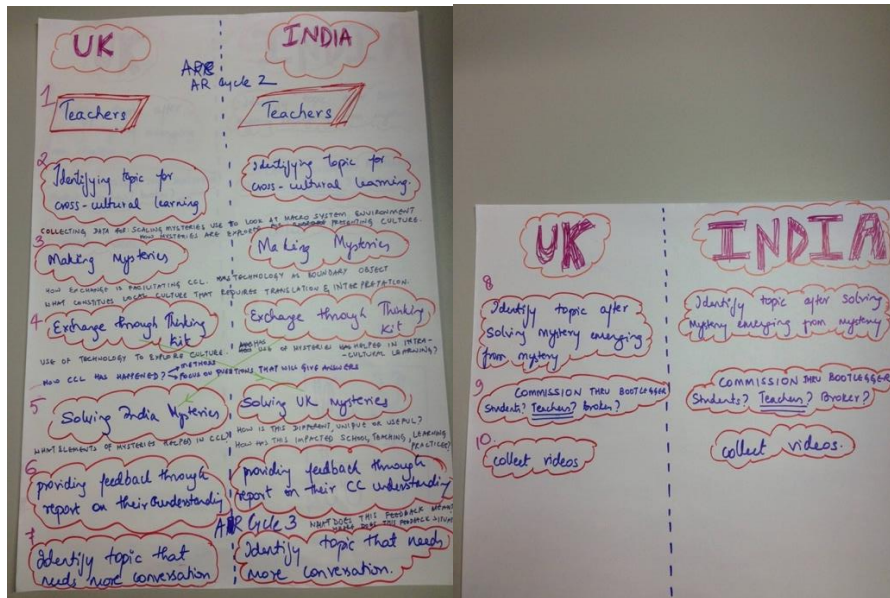 UK INDIA
AR Cycle 2
1 Teachers Teachers
2 Identifying topic for Identifying topic for
cross-cultural learning cross-cultural learning.
COLLECTING DATA FOR SCALING MYSTERIES USE TO LOOK AT MACRO SYSTEM ENVIRONMENT
HOW MYSTERIES ARE EXPLORE PRESENTING CULTURE.
3 Making Mysteries Making Mysteries
HOW EXCHANGE IS FACILITATING CCL. HAS TECHNOLOGY AS BOUNDARY OBJECT
WHAT CONSTITUTES LOCAL CULTURE THAT REQUIRES TRANSLATION & INTERPRETATION.
4 Exchange through Thinking Exchange through Thinking
Kit Kit
USE OF TECHNOLOGY TO EXPLORE CULTURE. HAS USE OF MYSTERIES HAS HELPED IN INTRA-
-CULTURAL LEARNING?
HOW CCL HAS HAPPENED? METHODS
FOCUS ON QUESTIONS THAT WILL GIVE ANSWERS
5 Solving India Mysteries Solving UK mysteries
WHAT ELEMENTS OF MYSTERIES HELPED IN CCL? HOW IS THIS DIFFERENT, UNIQUE OR USEFUL?
HOW HAS THIS IMPACTED SCHOOL, TEACHING, LEARNING
PRACTICES?
6 providing feedback through providing feedback through
report on their understanding report on their CC understanding
AR Cycle 3 WHAT DOES THIS FEEDBACK
7 Identify topic that Identify topic that needs
needs more conversation more conversation.
UK INDIA
8 Identify topic after Identify topic after solving
solving mystery emerging mystery emerging from mystery
from mystery
9 COMMISSION THRU BOOTLEGGER COMMISSION THRU BOOTLEGGER
Students? Teachers? Broker? Students? Teachers? Broker?
10. collect videos collect videos.